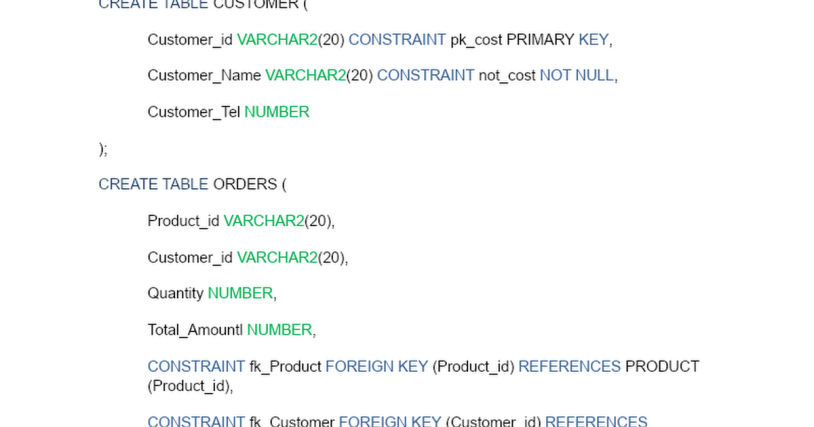 CREATE TABLE CUSTOMER (
Customer_id VARCHAR2(20) CONSTRAINT pk_cost PRIMARY KEY,
Customer_Name VARCHAR2(20) CONSTRAINT not_cost NOT NULL,
Customer_Tel NUMBER
);
CREATE TABLE ORDERS (
Product_id VARCHAR2(20),
Customer_id VARCHAR2(20),
Quantity NUMBER,
Total_Amountl NUMBER,
CONSTRAINT fk_Product FOREIGN KEY (Product_id) REFERENCES PRODUCT
(Product_id),
CONSTRAINT fk_Customer FOREIGN KEY (Customer_id) REFERENCES